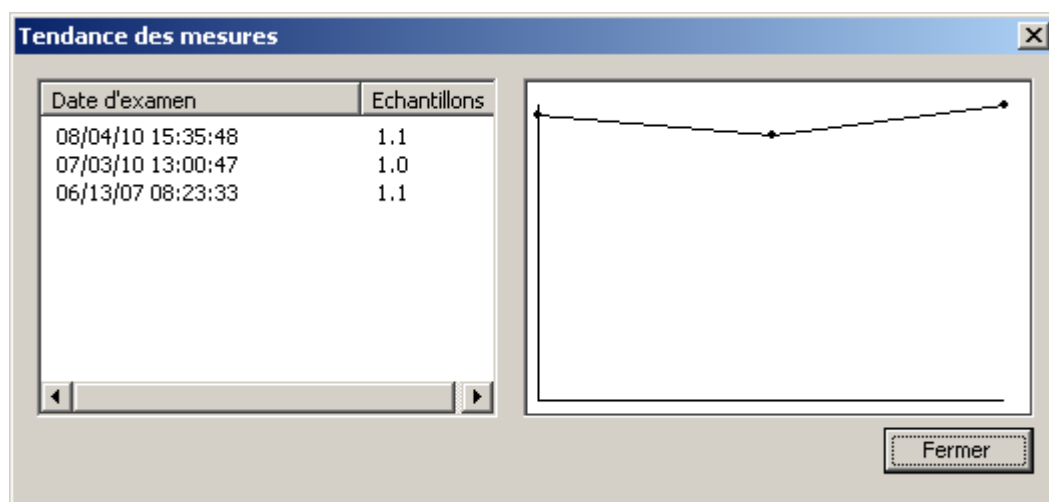 Tendance des mesures
Date d'examen Echantillons
08/04/10 15:35:48 1.1
07/03/10 13:00:47 1.0
06/13/07 08:23:33 1.1
Fermer